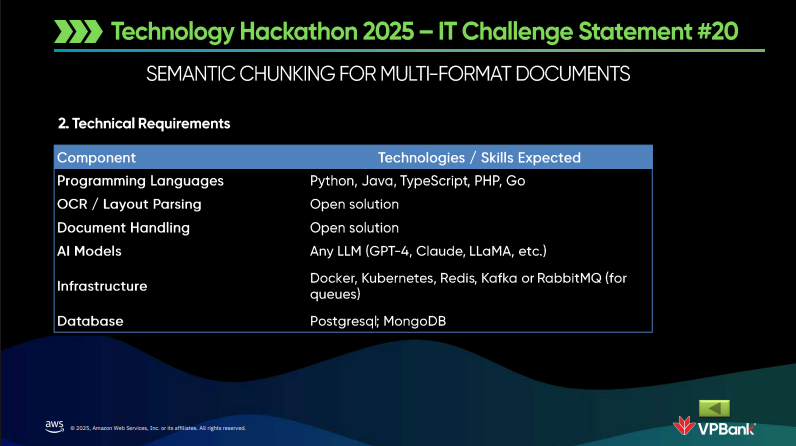 Technology Hackathon 2025 – IT Challenge Statement #20
SEMANTIC CHUNKING FOR MULTI-FORMAT DOCUMENTS
2. Technical Requirements
Component Technologies / Skills Expected
Programming Languages Python, Java, TypeScript, PHP, Go
OCR / Layout Parsing Open solution
Document Handling Open solution
AI Models Any LLM (GPT-4, Claude, LLaMA, etc.)
Infrastructure Docker, Kubernetes, Redis, Kafka or RabbitMQ (for
queues)
Database Postgresql; MongoDB
aws © 2025, Amazon Web Services, Inc. or its affiliates. All rights reserved.
VPBank